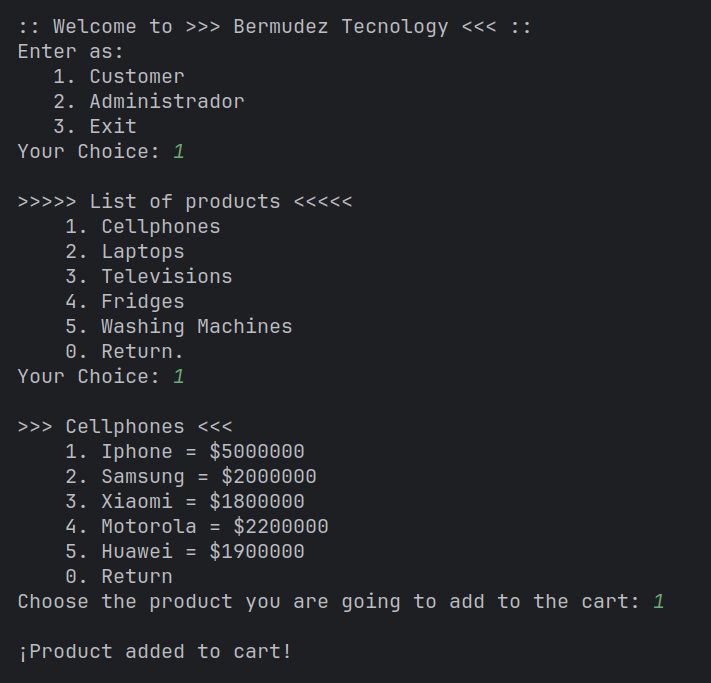 :: Welcome to >>> Bermudez Tecnology <<< ::
Enter as:
   1. Customer
   2. Administrador
   3. Exit
Your Choice: 1

>>>>> List of products <<<<<
    1. Cellphones
    2. Laptops
    3. Televisions
    4. Fridges
    5. Washing Machines
    0. Return.
Your Choice: 1

>>> Cellphones <<<
    1. Iphone = $5000000
    2. Samsung = $2000000
    3. Xiaomi = $1800000
    4. Motorola = $2200000
    5. Huawei = $1900000
    0. Return
Choose the product you are going to add to the cart: 1

¡Product added to cart!